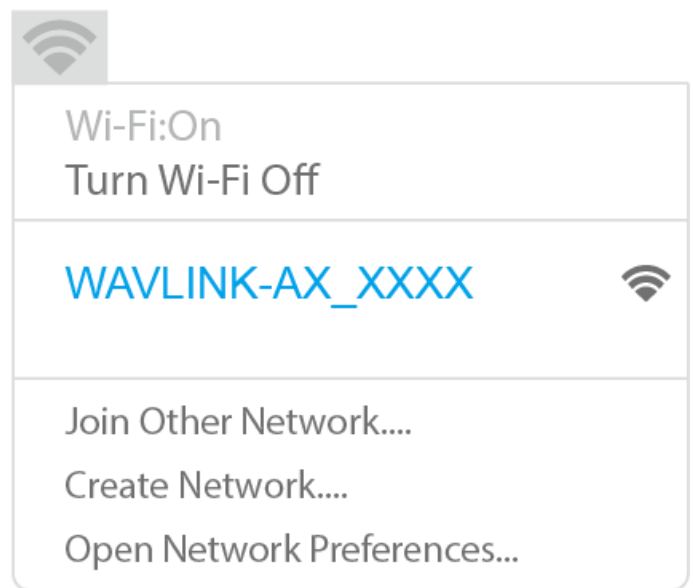 Wi-Fi:On
Turn Wi-Fi Off
WAVLINK-AX_XXXX
Join Other Network....
Create Network....
Open Network Preferences...